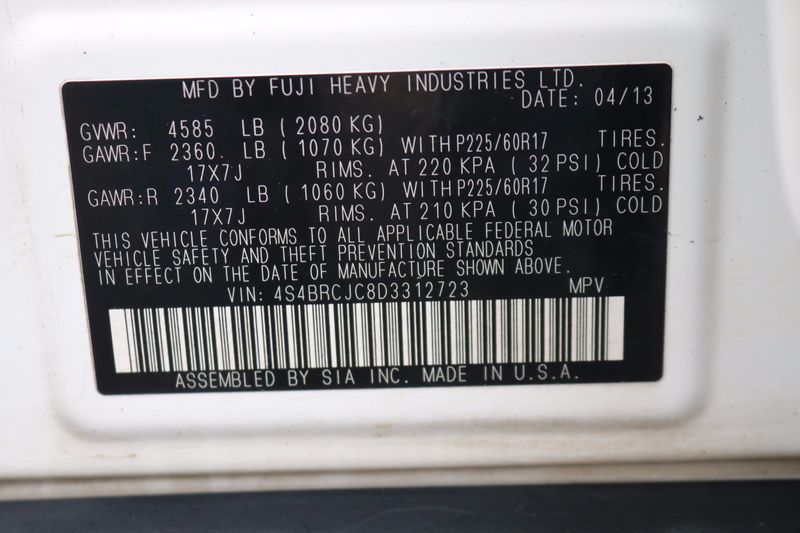 MFD BY FUJI HEAVY INDUSTRIES LTD.
DATE: 04/13
GVWR: 4585 LB ( 2080 KG)
GAWR:F 2360 LB ( 1070 KG) WITH P225/60R17 TIRES.
17X7J RIMS. AT 220 KPA ( 32 PSI) COLD
GAWR:R 2340 LB ( 1060 KG) WITH P225/60R17 TIRES.
17X7J RIMS. AT 210 KPA ( 30 PSI) COLD
THIS VEHICLE CONFORMS TO ALL APPLICABLE FEDERAL MOTOR
VEHICLE SAFETY AND THEFT PREVENTION STANDARDS
IN EFFECT ON THE DATE OF MANUFACTURE SHOWN ABOVE.
VIN: 4S4BRCJC8D3312723 MPV
ASSEMBLED BY SIA INC. MADE IN U.S.A.